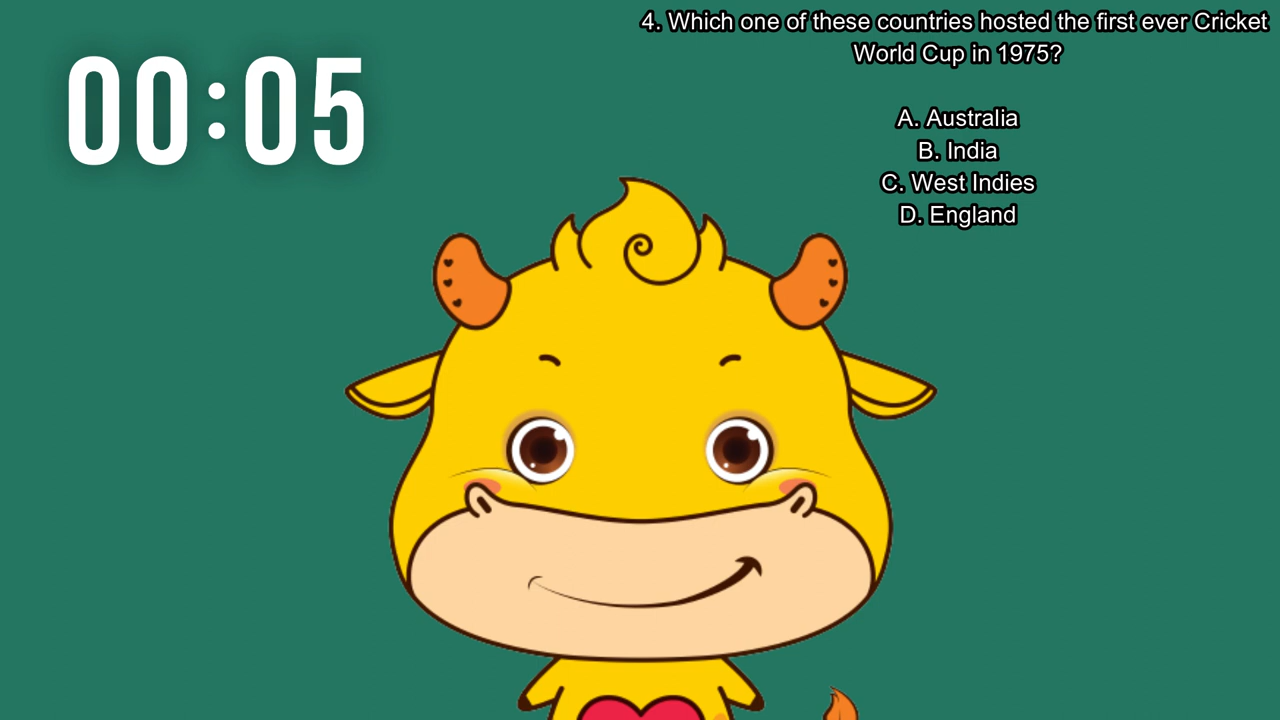 00:05
4. Which one of these countries hosted the first ever Cricket
World Cup in 1975?
A. Australia
B. India
C. West Indies
D. England